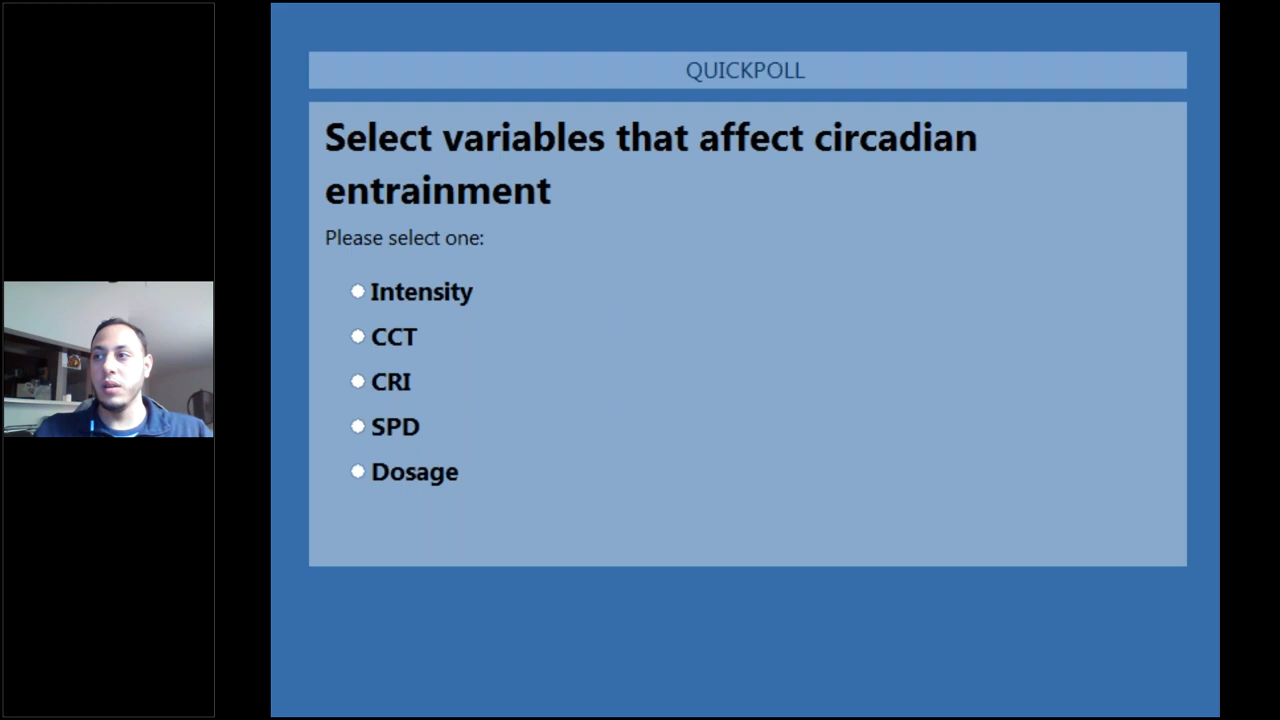 QUICKPOLL
Select variables that affect circadian
entrainment
Please select one:
Intensity
CCT
CRI
SPD
Dosage